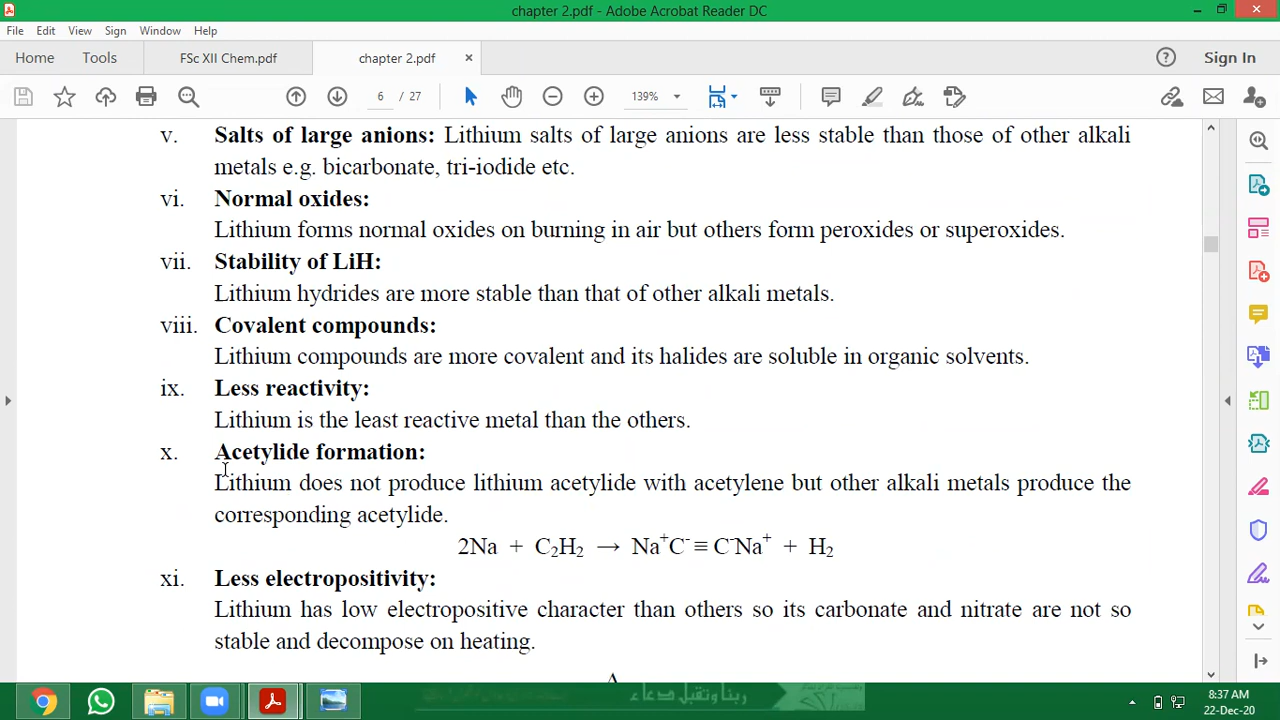 chapter 2.pdf - Adobe Acrobat Reader DC
File Edit View Sign Window Help
Home Tools FSc XII Chem.pdf chapter 2.pdf × Sign In
6 / 27 139%
v. Salts of large anions: Lithium salts of large anions are less stable than those of other alkali
metals e.g. bicarbonate, tri-iodide etc.
vi. Normal oxides:
Lithium forms normal oxides on burning in air but others form peroxides or superoxides.
vii. Stability of LiH:
Lithium hydrides are more stable than that of other alkali metals.
viii. Covalent compounds:
Lithium compounds are more covalent and its halides are soluble in organic solvents.
ix. Less reactivity:
Lithium is the least reactive metal than the others.
x. Acetylide formation:
Lithium does not produce lithium acetylide with acetylene but other alkali metals produce the
corresponding acetylide.
2Na + C₂H₂ → Na⁺C⁻ ≡ C⁻Na⁺ + H₂
xi. Less electropositivity:
Lithium has low electropositive character than others so its carbonate and nitrate are not so
stable and decompose on heating.
ربنا وتقبل دعاء
8:37 AM
22-Dec-20